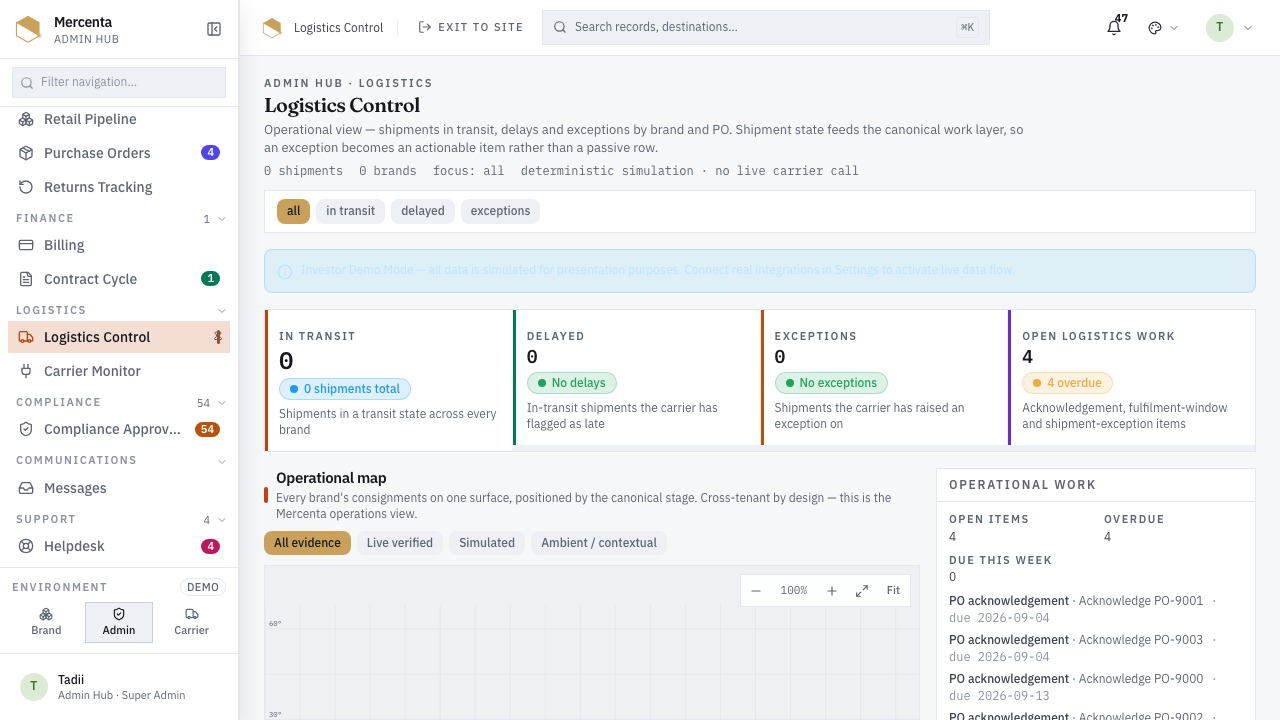 Mercenta
ADMIN HUB
Filter navigation...
Retail Pipeline
Purchase Orders 4
Returns Tracking
FINANCE 1
Billing
Contract Cycle 1
LOGISTICS
Logistics Control
Carrier Monitor
COMPLIANCE 54
Compliance Approv... 54
COMMUNICATIONS
Messages
SUPPORT 4
Helpdesk 4
ENVIRONMENT DEMO
Brand Admin Carrier
T
Tadii
Admin Hub · Super Admin
Logistics Control
EXIT TO SITE
Search records, destinations... ⌘K
47
T
ADMIN HUB · LOGISTICS
Logistics Control
Operational view — shipments in transit, delays and exceptions by brand and PO. Shipment state feeds the canonical work layer, so
an exception becomes an actionable item rather than a passive row.
0 shipments 0 brands focus: all deterministic simulation · no live carrier call
all in transit delayed exceptions
Investor Demo Mode — all data is simulated for presentation purposes. Connect real integrations in Settings to activate live data flow.
IN TRANSIT
0
0 shipments total
Shipments in a transit state across every
brand
DELAYED
0
No delays
In-transit shipments the carrier has
flagged as late
EXCEPTIONS
0
No exceptions
Shipments the carrier has raised an
exception on
OPEN LOGISTICS WORK
4
4 overdue
Acknowledgement, fulfilment-window
and shipment-exception items
Operational map
Every brand's consignments on one surface, positioned by the canonical stage. Cross-tenant by design — this is the
Mercenta operations view.
All evidence Live verified Simulated Ambient / contextual
100% Fit
60°
30°
OPERATIONAL WORK
OPEN ITEMS
4
OVERDUE
4
DUE THIS WEEK
0
PO acknowledgement · Acknowledge PO-9001 ·
due 2026-09-04
PO acknowledgement · Acknowledge PO-9003 ·
due 2026-09-04
PO acknowledgement · Acknowledge PO-9000 ·
due 2026-09-13
PO acknowledgement · Acknowledge PO-9002 ·